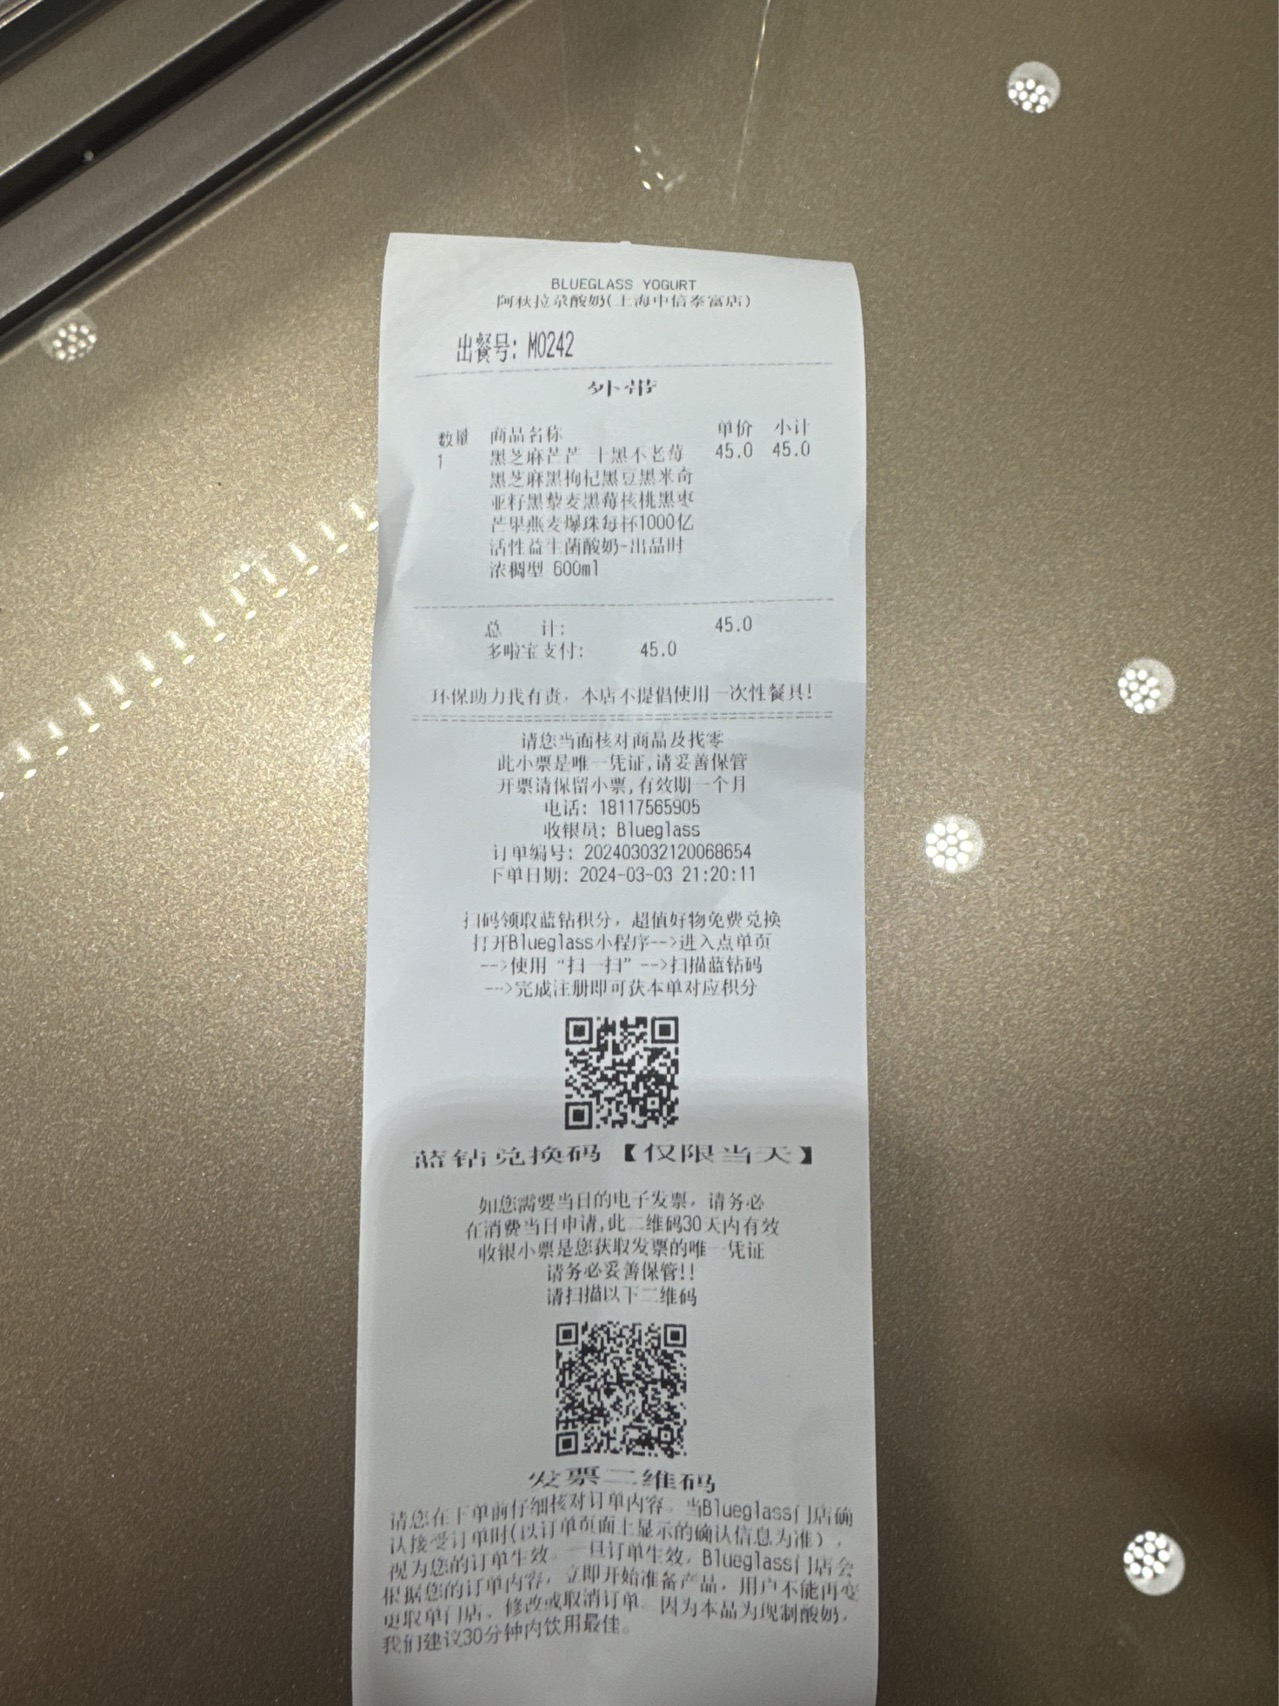 BLUEGLASS YOGURT
阿秋拉尕酸奶(上海中信泰富店)
出餐号: M0242
外带
数量 商品名称 单价 小计
1 黑芝麻芒芒 十黑不老莓 45.0 45.0
黑芝麻黑枸杞黑豆黑米奇
亚籽黑藜麦黑莓核桃黑枣
芒果燕麦爆珠每杯1000亿
活性益生菌酸奶-出品时
浓稠型 600ml
总 计: 45.0
多啦宝支付: 45.0
环保助力我有责，本店不提倡使用一次性餐具!
请您当面核对商品及找零
此小票是唯一凭证,请妥善保管
开票请保留小票,有效期一个月
电话: 18117565905
收银员: Blueglass
订单编号: 202403032120068654
下单日期: 2024-03-03 21:20:11
扫码领取蓝钻积分，超值好物免费兑换
打开Blueglass小程序-->进入点单页
-->使用“扫一扫”-->扫描蓝钻码
-->完成注册即可获本单对应积分
蓝钻兑换码【仅限当天】
如您需要当日的电子发票，请务必
在消费当日申请,此二维码30天内有效
收银小票是您获取发票的唯一凭证
请务必妥善保管!!
请扫描以下二维码
发票二维码
请您在下单前仔细核对订单内容。当Blueglass门店确
认接受订单时(以订单页面上显示的确认信息为准)，
视为您的订单生效。一旦订单生效，Blueglass门店会
根据您的订单内容，立即开始准备产品，用户不能再变
更取单门店、修改或取消订单。因为本品为现制酸奶，
我们建议30分钟内饮用最佳。